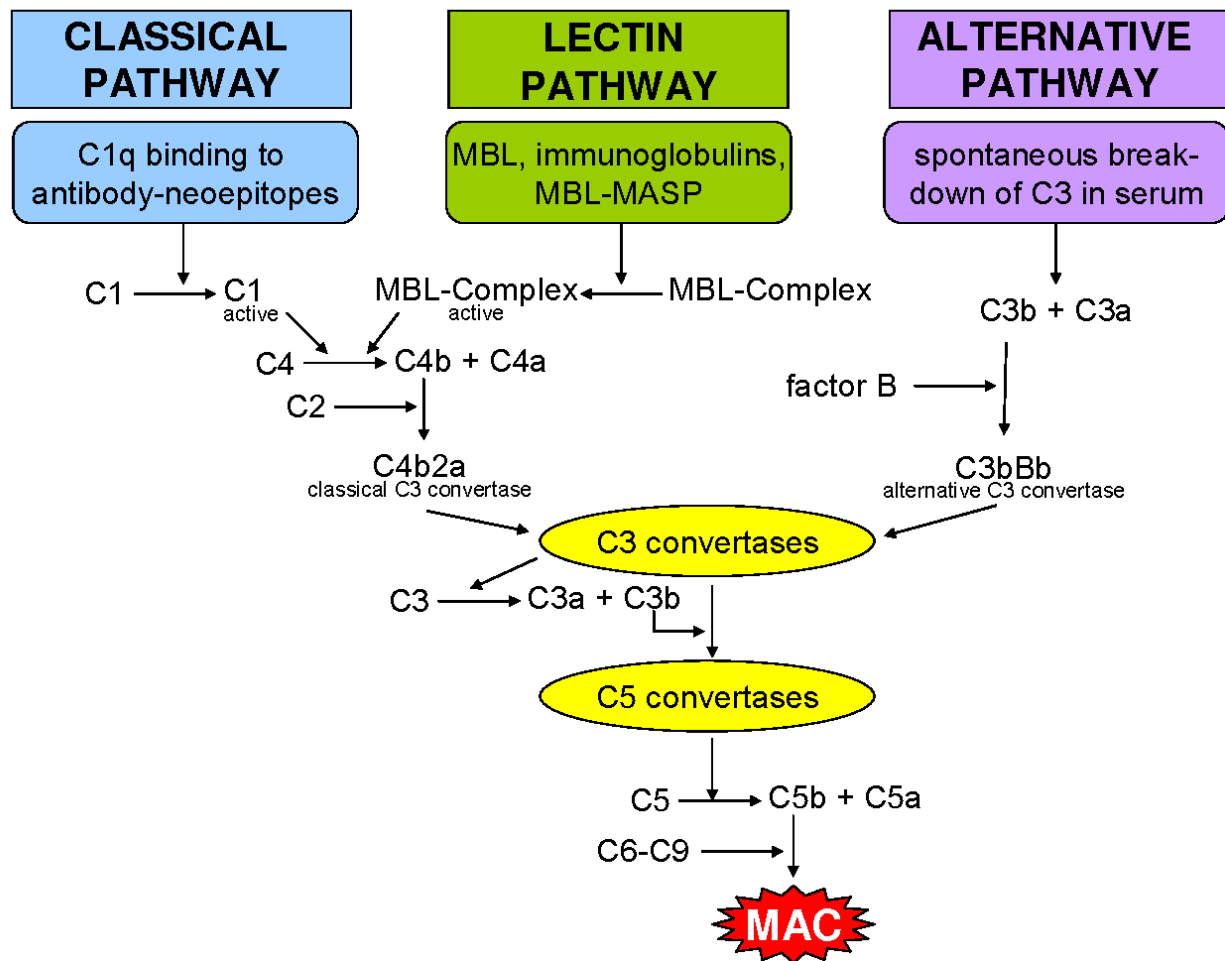 CLASSICAL
PATHWAY
LECTIN
PATHWAY
ALTERNATIVE
PATHWAY
C1q binding to
antibody-neoepitopes
MBL, immunoglobulins,
MBL-MASP
spontaneous break-
down of C3 in serum
C1
C1
active
MBL-Complex
active
MBL-Complex
C3b + C3a
C4
C4b + C4a
factor B
C2
C4b2a
classical C3 convertase
C3bBb
alternative C3 convertase
C3 convertases
C3
C3a + C3b
C5 convertases
C5
C5b + C5a
C6-C9
MAC